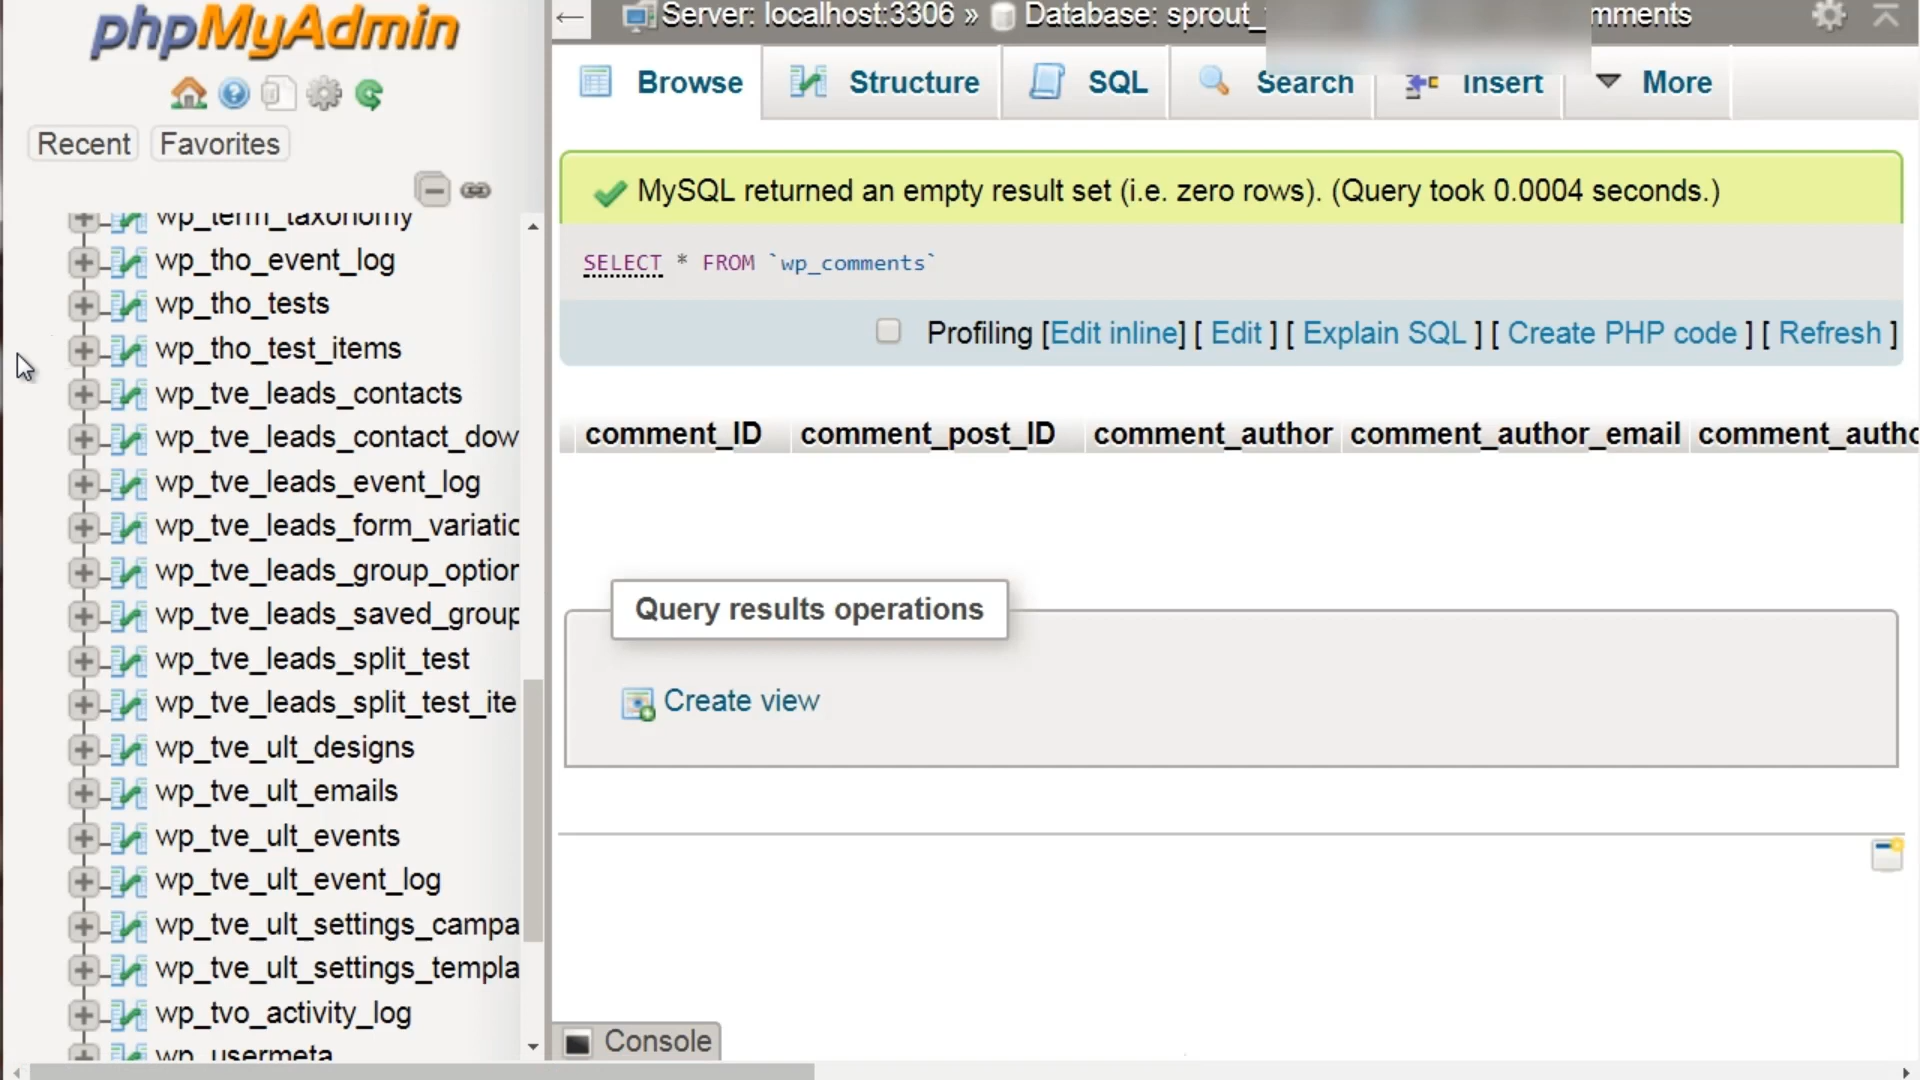 phpMyAdmin
Recent Favorites
wp_term_taxonomy
wp_tho_event_log
wp_tho_tests
wp_tho_test_items
wp_tve_leads_contacts
wp_tve_leads_contact_dow
wp_tve_leads_event_log
wp_tve_leads_form_variatio
wp_tve_leads_group_option
wp_tve_leads_saved_group
wp_tve_leads_split_test
wp_tve_leads_split_test_ite
wp_tve_ult_designs
wp_tve_ult_emails
wp_tve_ult_events
wp_tve_ult_event_log
wp_tve_ult_settings_campa
wp_tve_ult_settings_templa
wp_tvo_activity_log
wp_usermeta
Server: localhost:3306 » Database: sprout_ mments
Browse Structure SQL Search Insert More
MySQL returned an empty result set (i.e. zero rows). (Query took 0.0004 seconds.)
SELECT * FROM `wp_comments`
Profiling [Edit inline] [ Edit ] [ Explain SQL ] [ Create PHP code ] [ Refresh ]
comment_ID comment_post_ID comment_author comment_author_email comment_autho
Query results operations
Create view
Console